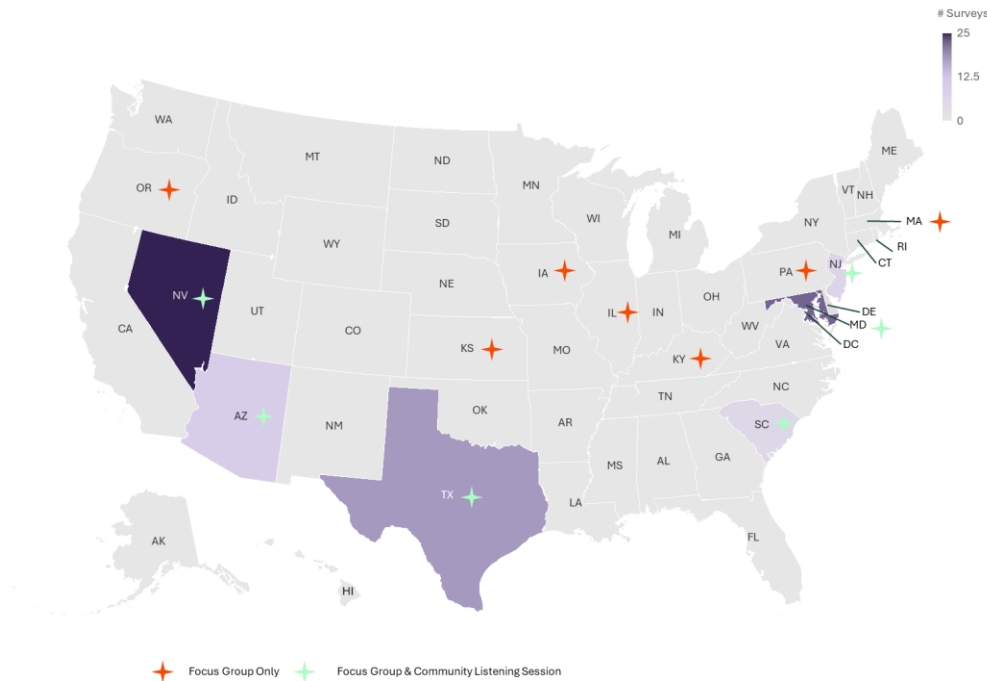 # Surveys
25
12.5
0
WA
MT
ND
MN
ME
VT
NH
OR
ID
SD
WI
MI
NY
MA
RI
CT
WY
IA
PA
NJ
NE
NV
UT
CO
IL
IN
OH
DE
MD
DC
CA
KS
MO
KY
WV
VA
AZ
NM
OK
AR
TN
NC
SC
TX
LA
MS
AL
GA
FL
AK
HI
Focus Group Only
Focus Group & Community Listening Session